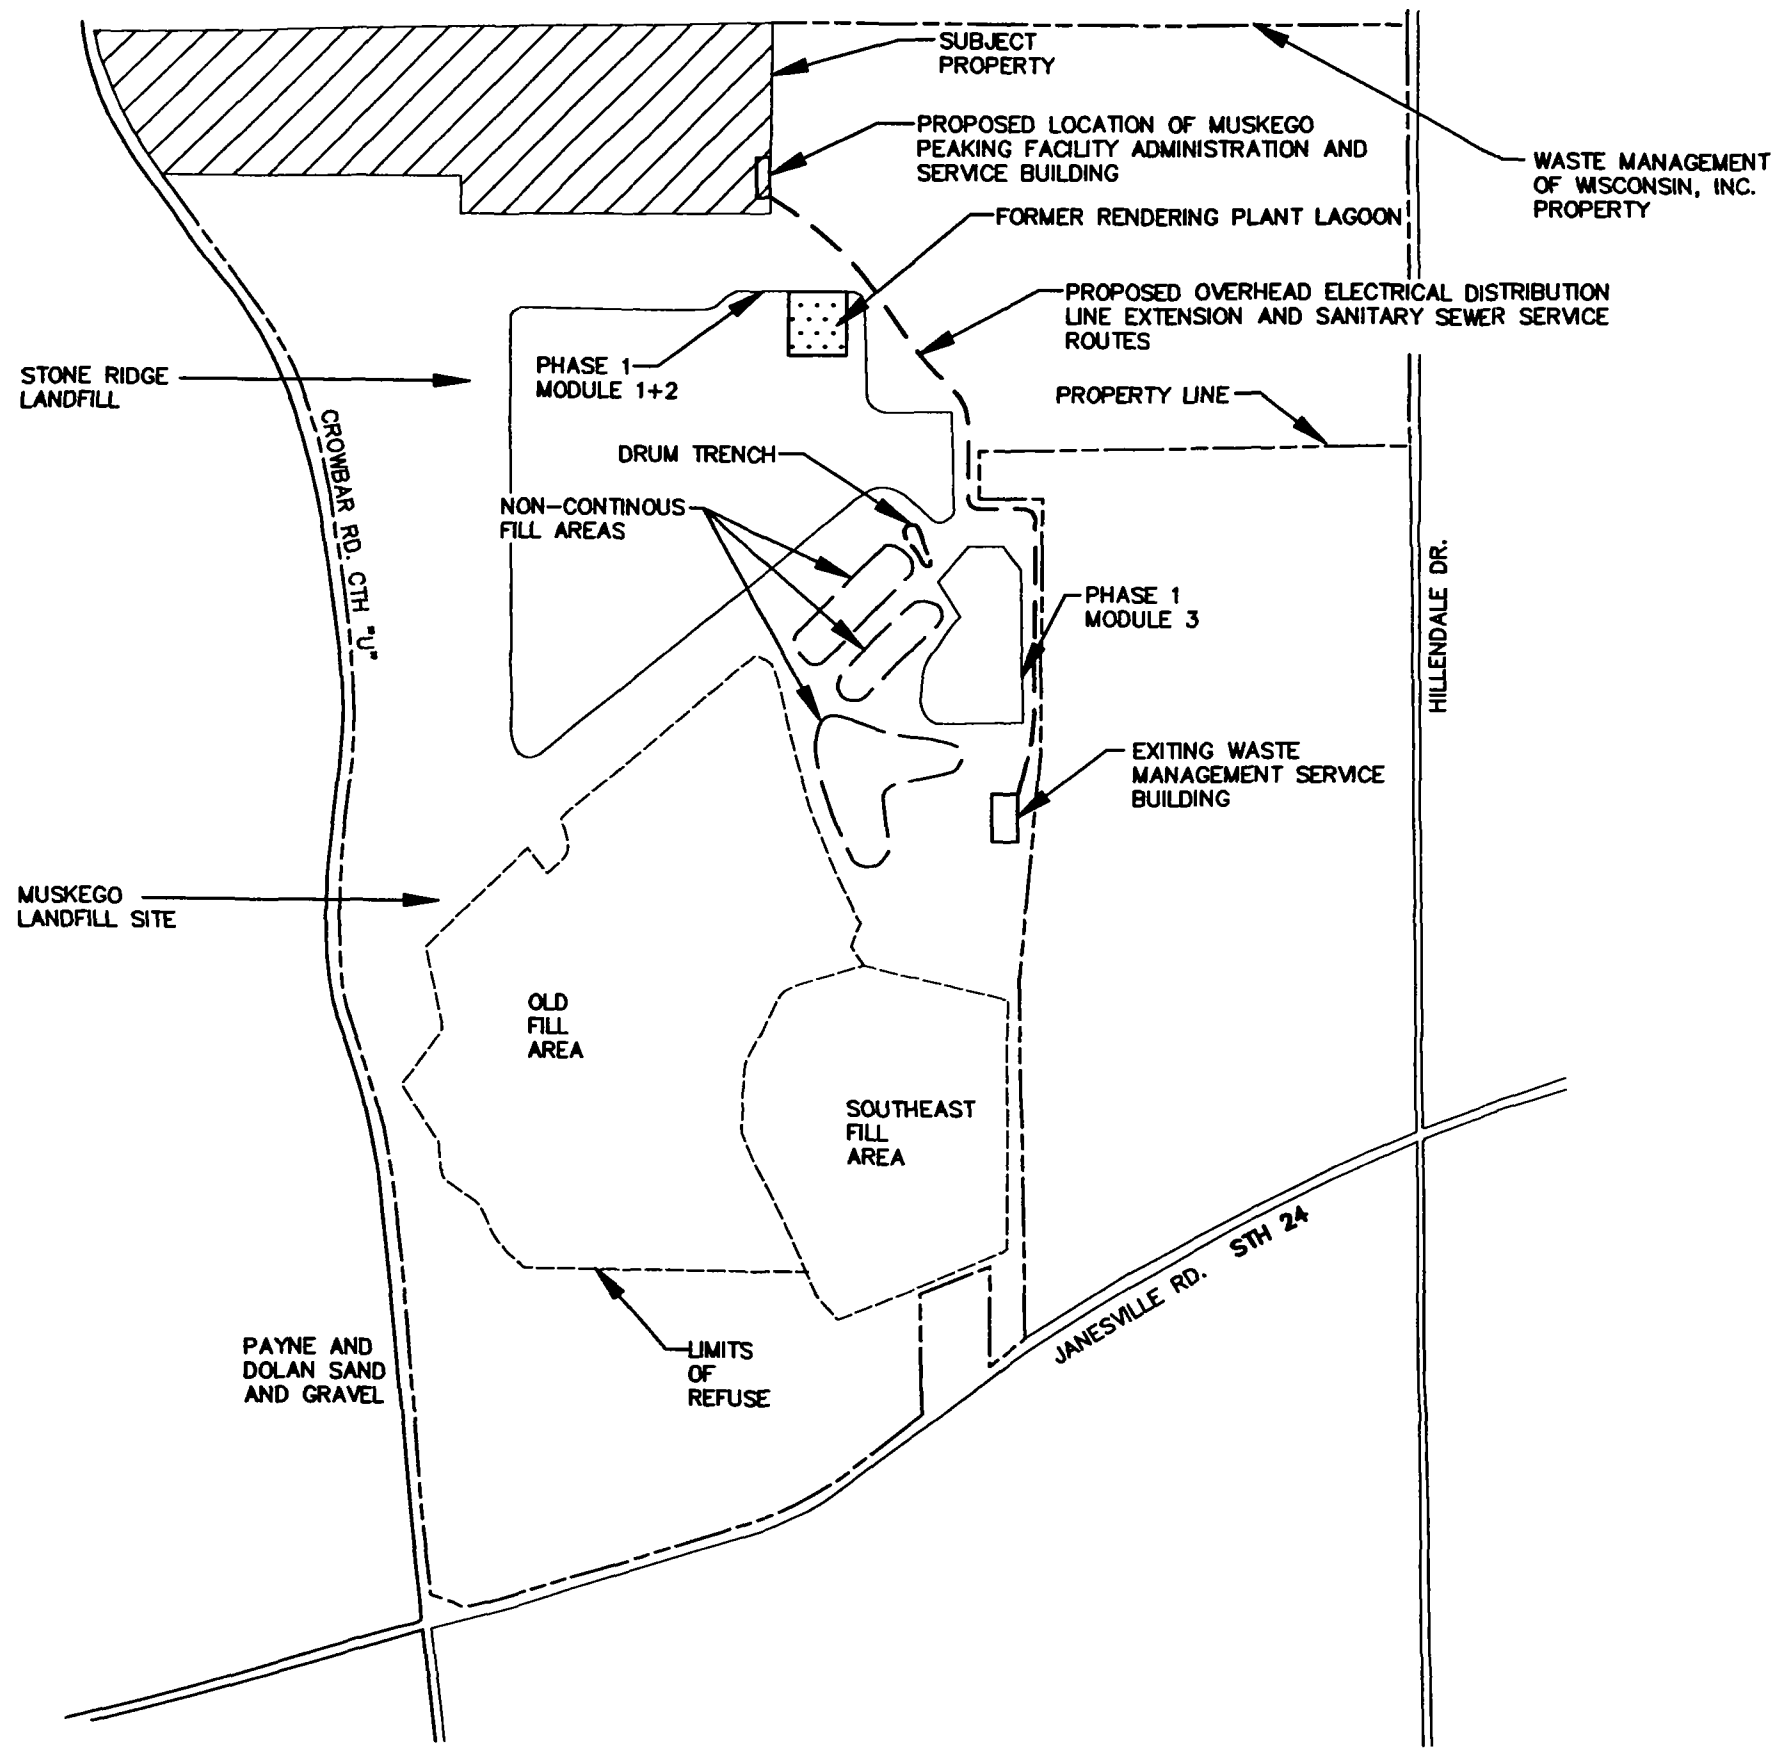 SUBJECT
PROPERTY
PROPOSED LOCATION OF MUSKEGO
PEAKING FACILITY ADMINISTRATION AND
SERVICE BUILDING
WASTE MANAGEMENT
OF WISCONSIN, INC.
PROPERTY
FORMER RENDERING PLANT LAGOON
PROPOSED OVERHEAD ELECTRICAL DISTRIBUTION
LINE EXTENSION AND SANITARY SEWER SERVICE
ROUTES
PHASE 1
MODULE 1+2
STONE RIDGE
LANDFILL
PROPERTY LINE
CROWBAR RD. CTH "U"
DRUM TRENCH
NON-CONTINOUS
FILL AREAS
PHASE 1
MODULE 3
HILLENDALE DR.
EXITING WASTE
MANAGEMENT SERVICE
BUILDING
MUSKEGO
LANDFILL SITE
OLD
FILL
AREA
SOUTHEAST
FILL
AREA
JANESVILLE RD. STH 24
PAYNE AND
DOLAN SAND
AND GRAVEL
LIMITS
OF
REFUSE